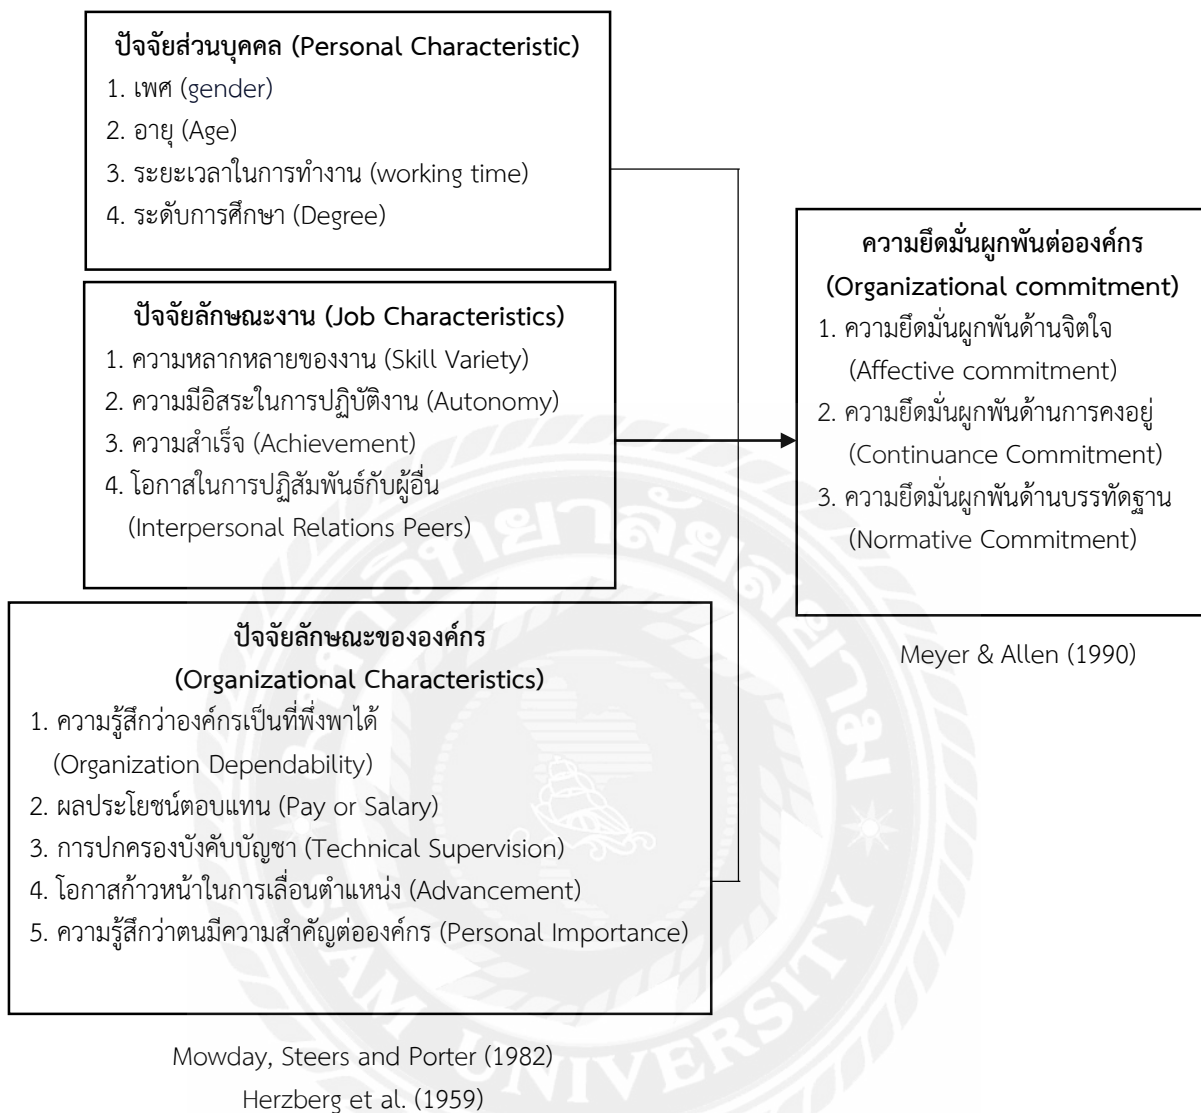 ปัจจัยส่วนบุคคล (Personal Characteristic)
1. เพศ (gender)
2. อายุ (Age)
3. ระยะเวลาในการทำงาน (working time)
4. ระดับการศึกษา (Degree)
ปัจจัยลักษณะงาน (Job Characteristics)
1. ความหลากหลายของงาน (Skill Variety)
2. ความมีอิสระในการปฏิบัติงาน (Autonomy)
3. ความสำเร็จ (Achievement)
4. โอกาสในการปฏิสัมพันธ์กับผู้อื่น
(Interpersonal Relations Peers)
ปัจจัยลักษณะขององค์กร
(Organizational Characteristics)
1. ความรู้สึกว่าองค์กรเป็นที่พึ่งพาได้
(Organization Dependability)
2. ผลประโยชน์ตอบแทน (Pay or Salary)
3. การปกครองบังคับบัญชา (Technical Supervision)
4. โอกาสก้าวหน้าในการเลื่อนตำแหน่ง (Advancement)
5. ความรู้สึกว่าตนมีความสำคัญต่อองค์กร (Personal Importance)
Mowday, Steers and Porter (1982)
Herzberg et al. (1959)
ความยึดมั่นผูกพันต่อองค์กร
(Organizational commitment)
1. ความยึดมั่นผูกพันด้านจิตใจ
(Affective commitment)
2. ความยึดมั่นผูกพันด้านการคงอยู่
(Continuance Commitment)
3. ความยึดมั่นผูกพันด้านบรรทัดฐาน
(Normative Commitment)
Meyer & Allen (1990)
มหาวิทยาลัยสยาม
SIAM UNIVERSITY